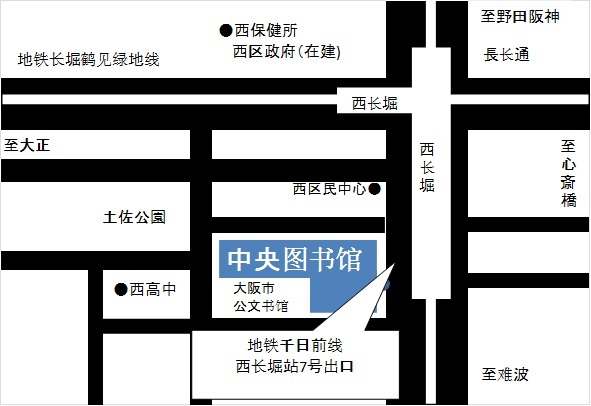 西保健所
西区政府(在建)
至野田阪神
長长通
地铁长堀鹤见绿地线
西长堀
至大正
西长堀
至心斋橋
西区民中心
土佐公園
中央图书馆
大阪市
公文书馆
西高中
地铁千日前线
西长堀站7号出口
至难波